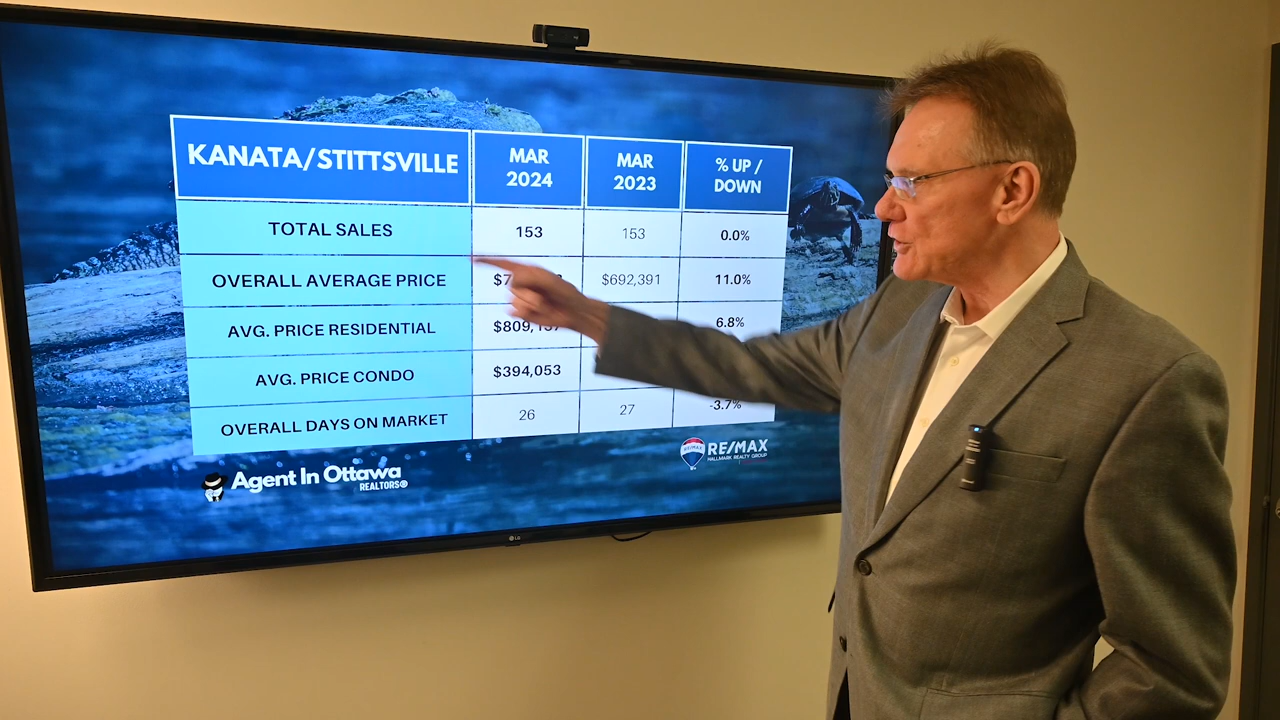 KANATA/STITTSVILLE
MAR
2024
MAR
2023
% UP /
DOWN
TOTAL SALES 153 153 0.0%
OVERALL AVERAGE PRICE $692,391 11.0%
AVG. PRICE RESIDENTIAL 6.8%
AVG. PRICE CONDO $394,053
OVERALL DAYS ON MARKET 26 27 -3.7%
Agent In Ottawa
REALTORS®
RE/MAX
RE/MAX
HALLMARK REALTY GROUP
LG